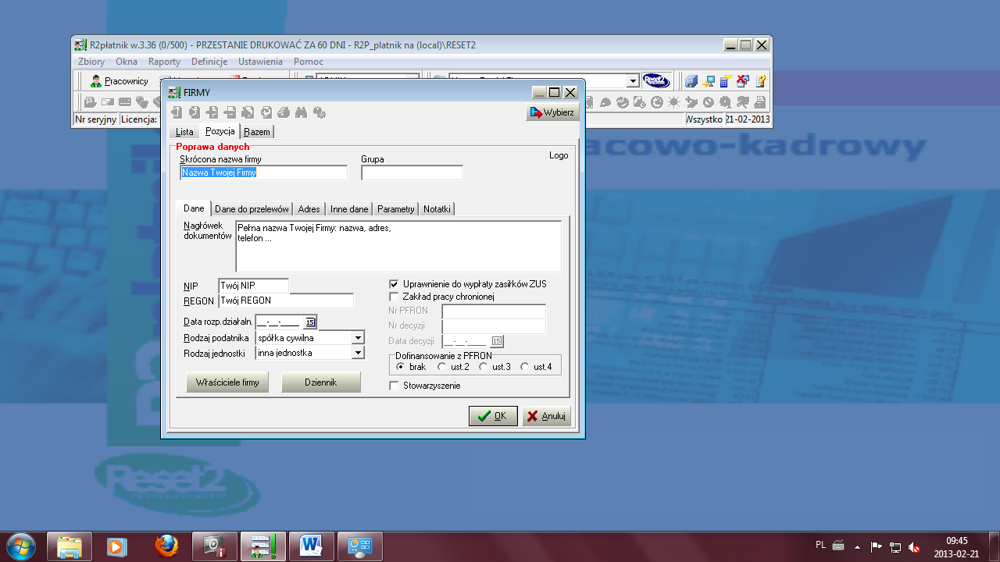 R2płatnik w.3.36 (0/500) - PRZESTANIE DRUKOWAĆ ZA 60 DNI - R2P_platnik na (local)\RESET2
Zbiory Okna Raporty Definicje Ustawienia Pomoc
Pracownicy
Reset2
FIRMY
Wybierz
Nr seryjny
Licencja:
Wszystko
21-02-2013
Lista Pozycja Razem
Poprawa danych
Logo
Skrócona nazwa firmy Grupa
Nazwa Twojej Firmy
acowo-kadrowy
Dane Dane do przelewów Adres Inne dane Parametry Notatki
Nagłówek dokumentów
Pełna nazwa Twojej Firmy: nazwa, adres,
telefon ...
NIP Twój NIP
REGON Twój REGON
Data rozp.działaln. __-__-____ 15
Rodzaj podatnika spółka cywilna
Rodzaj jednostki inna jednostka
Właściciele firmy Dziennik
Uprawnienie do wypłaty zasiłków ZUS
Zakład pracy chronionej
Nr PFRON
Nr decyzji
Data decyzji __-__-____ 15
Dofinansowanie z PFRON
brak ust.2 ust.3 ust.4
Stowarzyszenie
OK Anuluj
Reset2
PL
09:45
2013-02-21